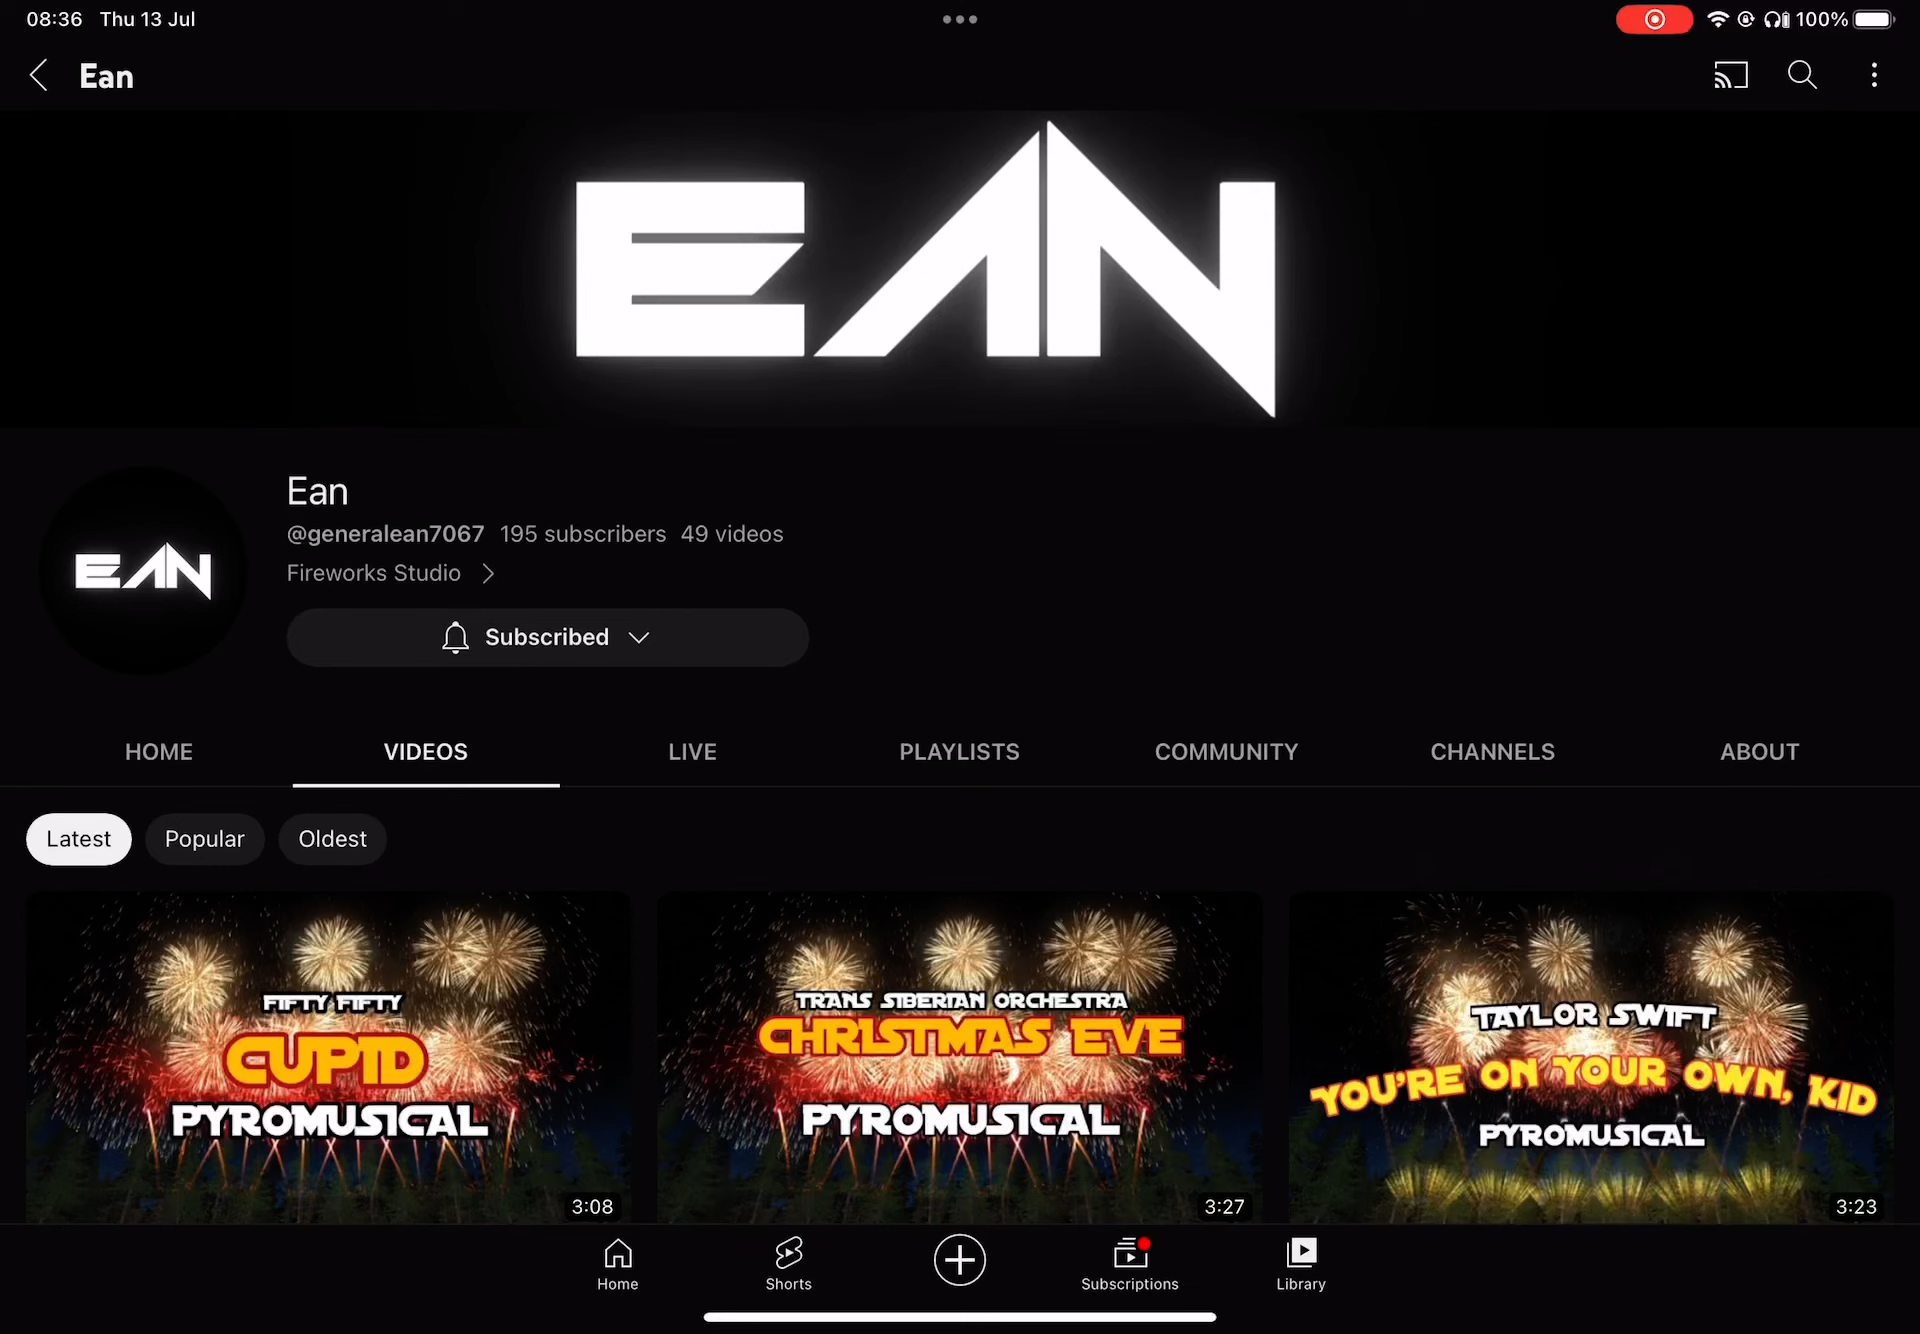 08:36 Thu 13 Jul
100%
Ean
EAN
EAN
Ean
@generalean7067 195 subscribers 49 videos
Fireworks Studio
Subscribed
HOME VIDEOS LIVE PLAYLISTS COMMUNITY CHANNELS ABOUT
Latest Popular Oldest
FIFTY FIFTY
CUPID
PYROMUSICAL
3:08
TRANS SIBERIAN ORCHESTRA
CHRISTMAS EVE
PYROMUSICAL
3:27
TAYLOR SWIFT
YOU'RE ON YOUR OWN, KID
PYROMUSICAL
3:23
Home Shorts Subscriptions Library